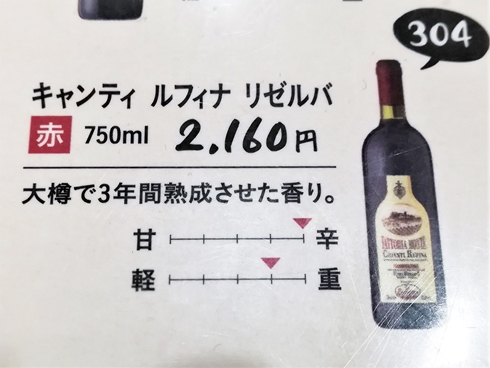 304
キャンティ ルフィナ リゼルバ
赤 750ml 2.160円
大樽で3年間熟成させた香り。
甘 辛
軽 重
CHIANTI RUFINA